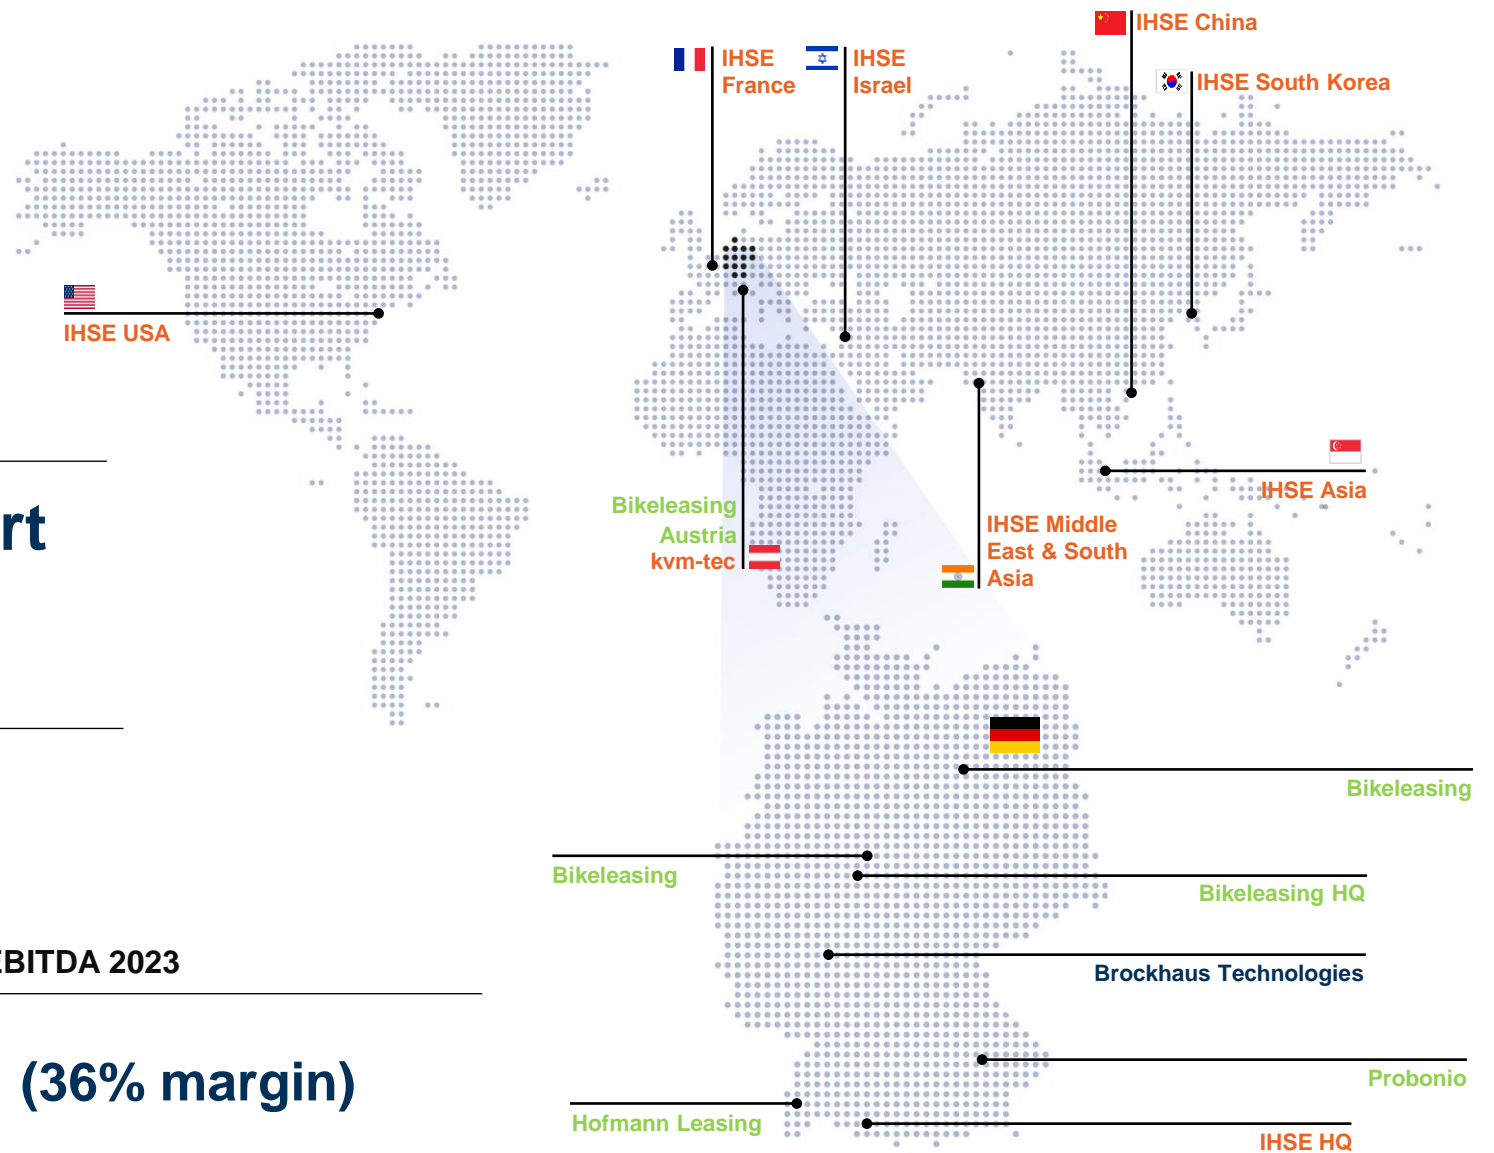 IHSE China
IHSE
France
IHSE
Israel
IHSE South Korea
IHSE USA
IHSE Asia
rt
Bikeleasing
Austria
kvm-tec
IHSE Middle
East & South
Asia
Bikeleasing
Bikeleasing
Bikeleasing HQ
EBITDA 2023
Brockhaus Technologies
(36% margin)
Probonio
Hofmann Leasing
IHSE HQ